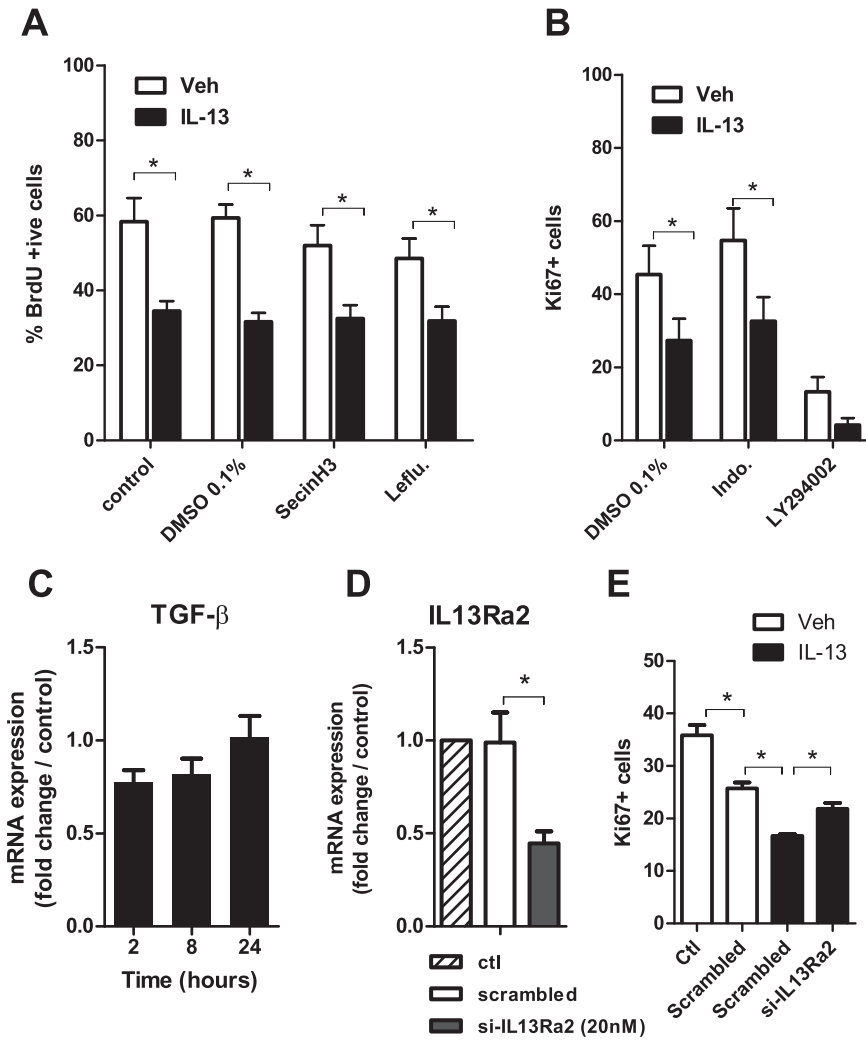 A
% BrdU +ive cells
100
80
60
40
20
0
Veh
IL-13
*
*
*
*
control
DMSO 0.1%
SecinH3
Leflu.
B
Ki67+ cells
100
80
60
40
20
0
Veh
IL-13
*
*
DMSO 0.1%
Indo.
LY294002
C
TGF-β
mRNA expression
(fold change / control)
1.5
1.0
0.5
0.0
2 8 24
Time (hours)
D
IL13Ra2
mRNA expression
(fold change / control)
1.5
1.0
0.5
0.0
*
ctl
scrambled
si-IL13Ra2 (20nM)
E
Veh
IL-13
Ki67+ cells
50
40
30
20
10
0
*
*
*
Ctl
Scrambled
Scrambled
si-IL13Ra2